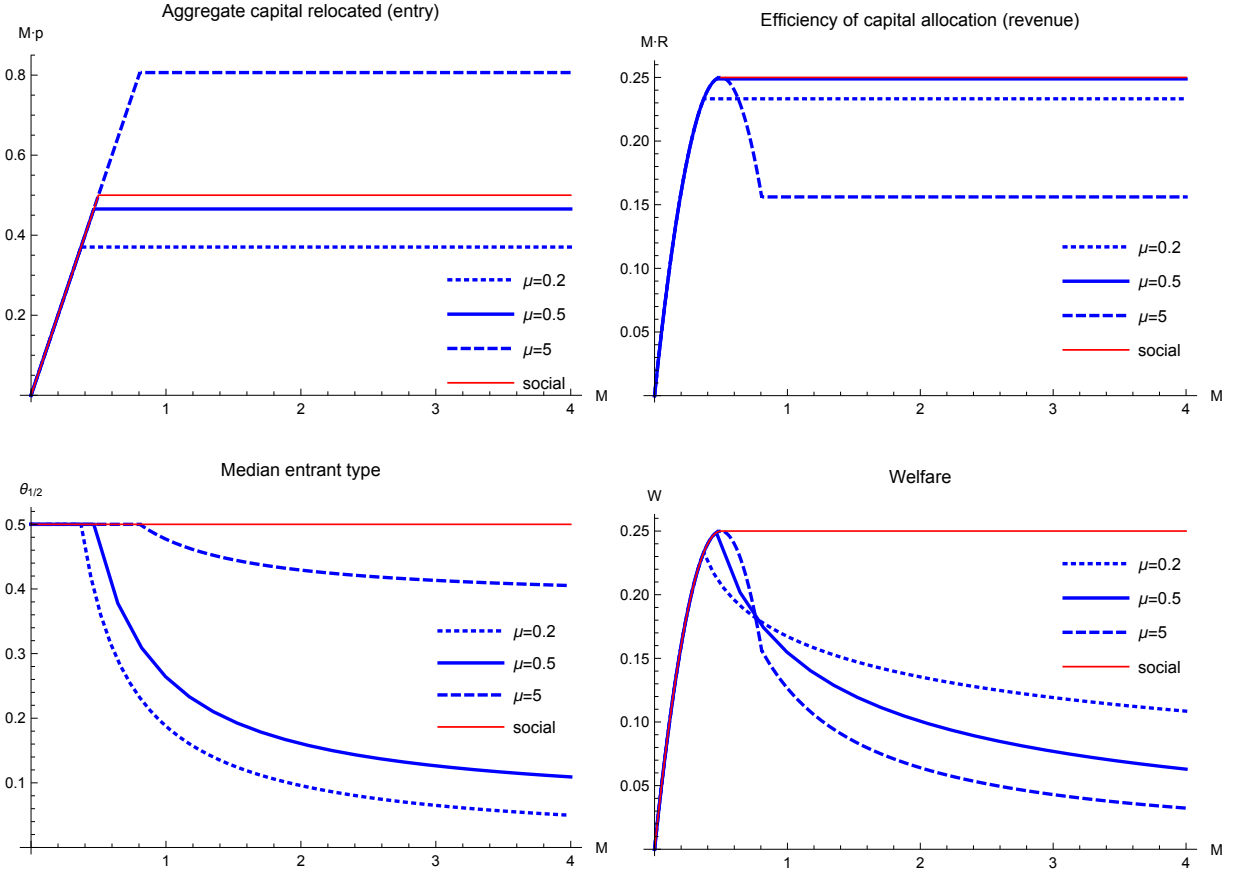 Aggregate capital relocated (entry)
M·p
0.8
0.6
0.4
0.2
1 2 3 4 M
μ=0.2
μ=0.5
μ=5
social
Efficiency of capital allocation (revenue)
M·R
0.25
0.20
0.15
0.10
0.05
1 2 3 4 M
μ=0.2
μ=0.5
μ=5
social
Median entrant type
θ1/2
0.5
0.4
0.3
0.2
0.1
1 2 3 4 M
μ=0.2
μ=0.5
μ=5
social
Welfare
W
0.25
0.20
0.15
0.10
0.05
1 2 3 4 M
μ=0.2
μ=0.5
μ=5
social